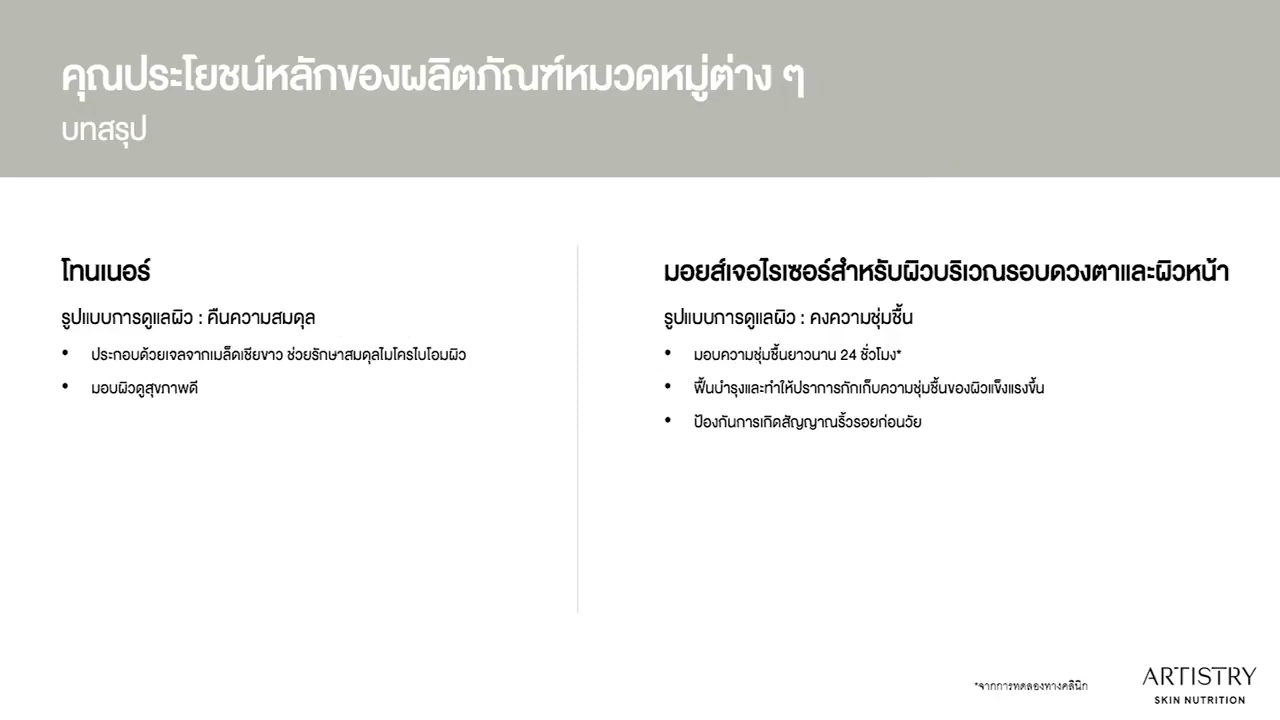 คุณประโยชน์หลักของผลิตภัณฑ์หมวดหมู่ต่าง ๆ
บทสรุป
โทนเนอร์
รูปแบบการดูแลผิว : คืนความสมดุล
• ประกอบด้วยเจลจากเมล็ดเชียขาว ช่วยรักษาสมดุลไมโครไบโอมผิว
• มอบผิวดูสุขภาพดี
มอยส์เจอไรเซอร์สำหรับผิวบริเวณรอบดวงตาและผิวหน้า
รูปแบบการดูแลผิว : คงความชุ่มชื้น
• มอบความชุ่มชื้นยาวนาน 24 ชั่วโมง*
• ฟื้นบำรุงและทำให้ปราการกักเก็บความชุ่มชื้นของผิวแข็งแรงขึ้น
• ป้องกันการเกิดสัญญาณริ้วรอยก่อนวัย
*จากการทดลองทางคลินิก
ARTISTRY
SKIN NUTRITION